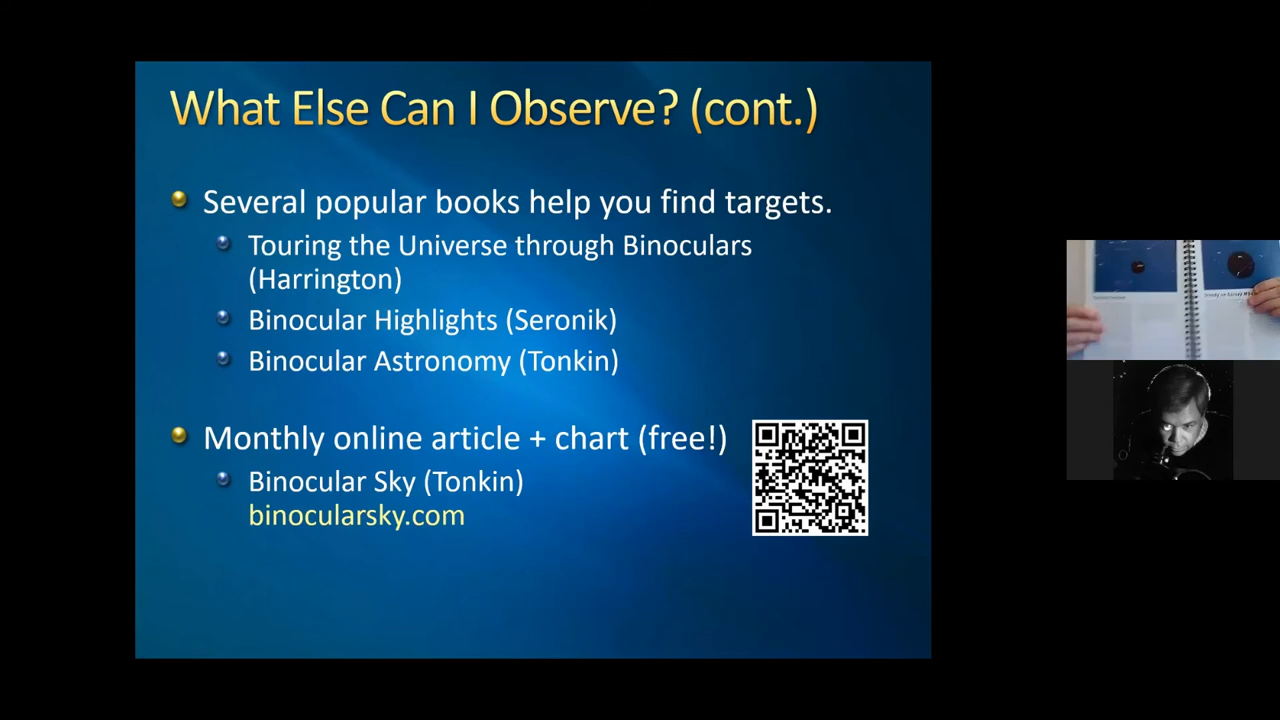 What Else Can I Observe? (cont.)
Several popular books help you find targets.
Touring the Universe through Binoculars
(Harrington)
Binocular Highlights (Seronik)
Binocular Astronomy (Tonkin)
Monthly online article + chart (free!)
Binocular Sky (Tonkin)
binocularsky.com